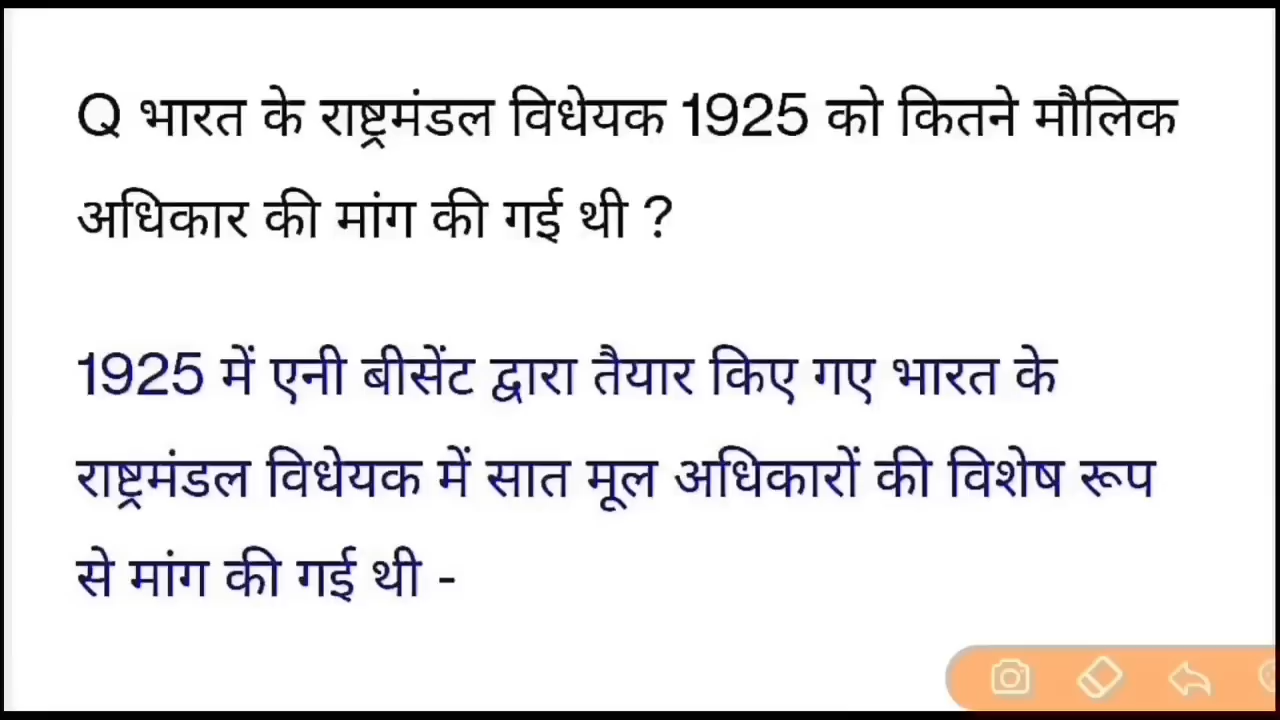 Q भारत के राष्ट्रमंडल विधेयक 1925 को कितने मौलिक
अधिकार की मांग की गई थी ?
1925 में एनी बीसेंट द्वारा तैयार किए गए भारत के
राष्ट्रमंडल विधेयक में सात मूल अधिकारों की विशेष रूप
से मांग की गई थी -